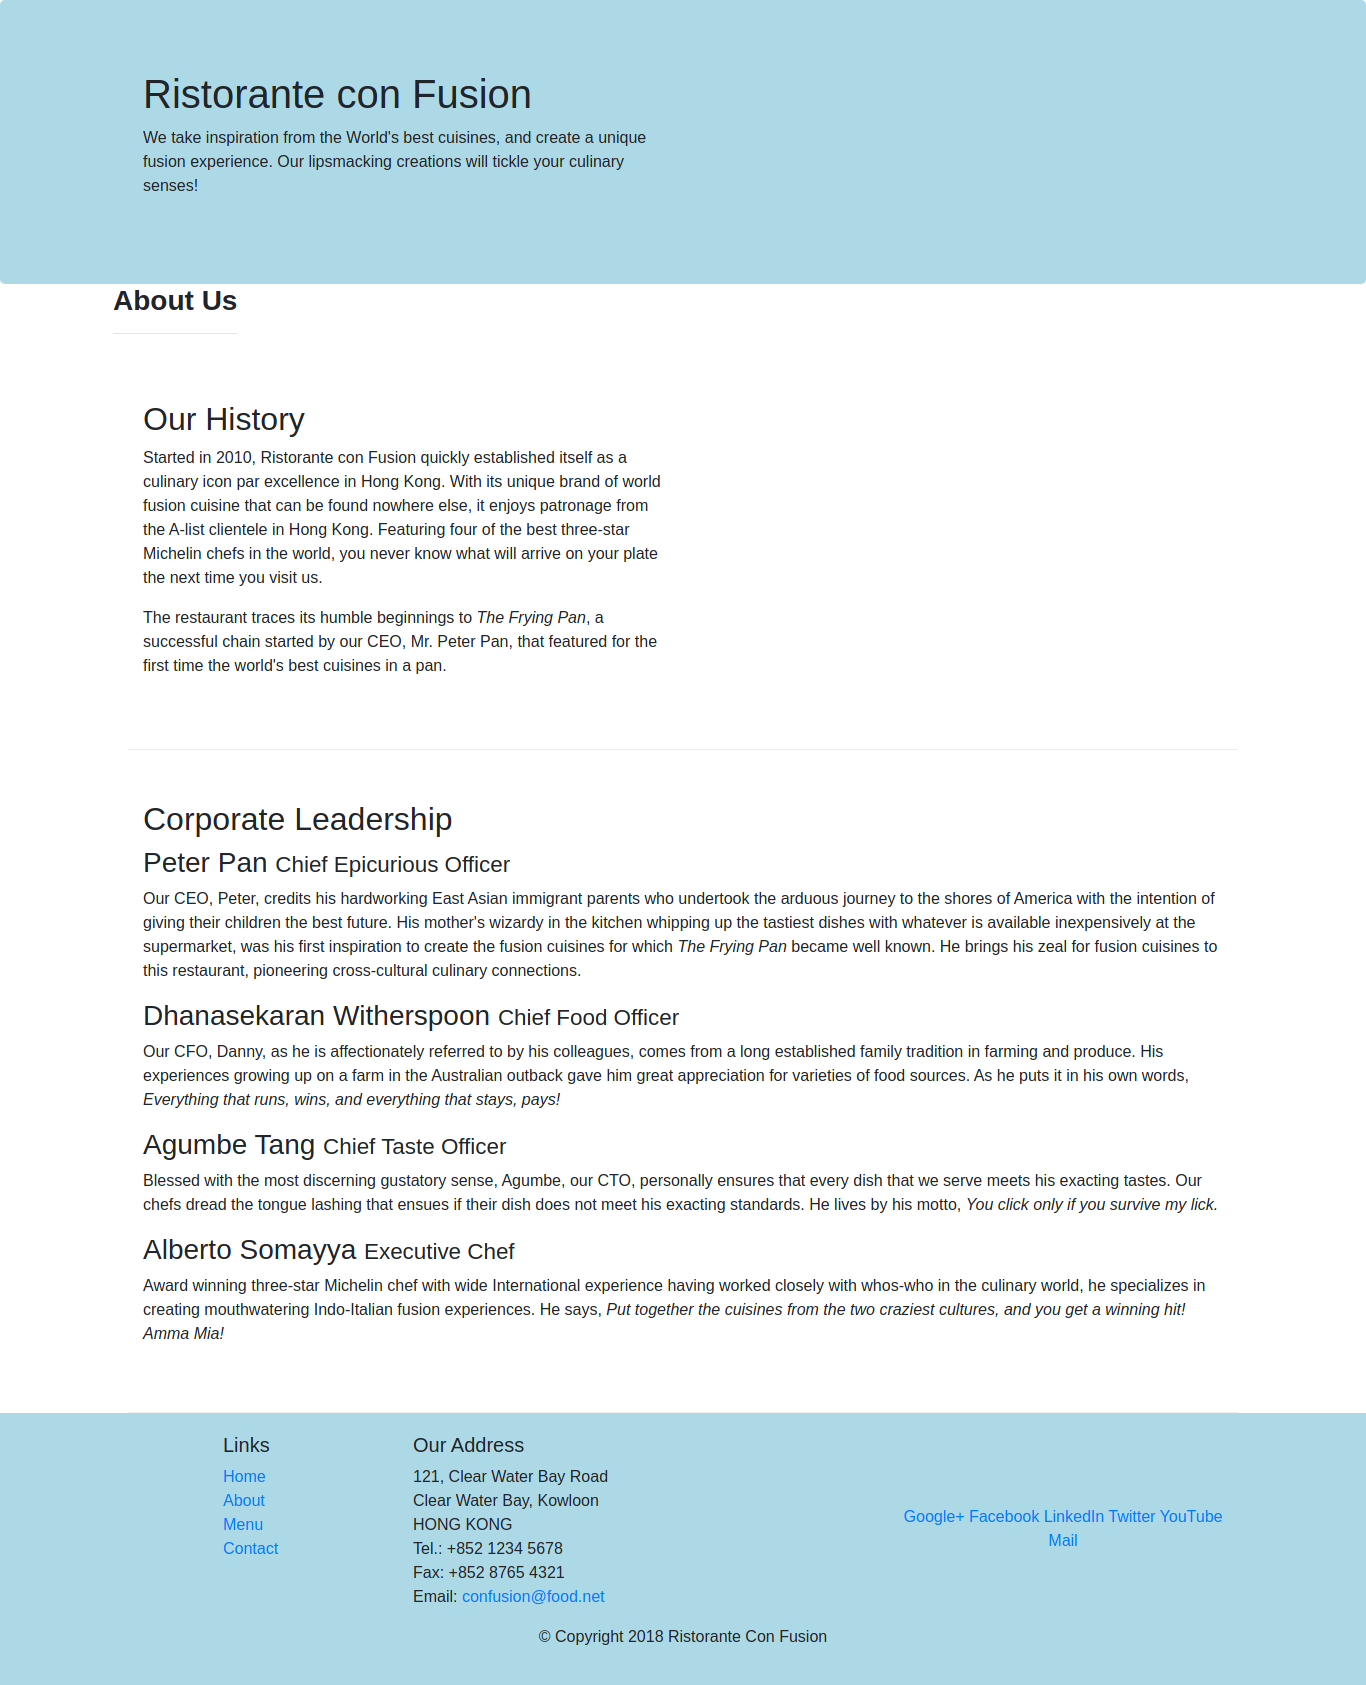 Ristorante con Fusion
We take inspiration from the World's best cuisines, and create a unique
fusion experience. Our lipsmacking creations will tickle your culinary
senses!
About Us
Our History
Started in 2010, Ristorante con Fusion quickly established itself as a
culinary icon par excellence in Hong Kong. With its unique brand of world
fusion cuisine that can be found nowhere else, it enjoys patronage from
the A-list clientele in Hong Kong. Featuring four of the best three-star
Michelin chefs in the world, you never know what will arrive on your plate
the next time you visit us.
The restaurant traces its humble beginnings to The Frying Pan, a
successful chain started by our CEO, Mr. Peter Pan, that featured for the
first time the world's best cuisines in a pan.
Corporate Leadership
Peter Pan Chief Epicurious Officer
Our CEO, Peter, credits his hardworking East Asian immigrant parents who undertook the arduous journey to the shores of America with the intention of
giving their children the best future. His mother's wizardy in the kitchen whipping up the tastiest dishes with whatever is available inexpensively at the
supermarket, was his first inspiration to create the fusion cuisines for which The Frying Pan became well known. He brings his zeal for fusion cuisines to
this restaurant, pioneering cross-cultural culinary connections.
Dhanasekaran Witherspoon Chief Food Officer
Our CFO, Danny, as he is affectionately referred to by his colleagues, comes from a long established family tradition in farming and produce. His
experiences growing up on a farm in the Australian outback gave him great appreciation for varieties of food sources. As he puts it in his own words,
Everything that runs, wins, and everything that stays, pays!
Agumbe Tang Chief Taste Officer
Blessed with the most discerning gustatory sense, Agumbe, our CTO, personally ensures that every dish that we serve meets his exacting tastes. Our
chefs dread the tongue lashing that ensues if their dish does not meet his exacting standards. He lives by his motto, You click only if you survive my lick.
Alberto Somayya Executive Chef
Award winning three-star Michelin chef with wide International experience having worked closely with whos-who in the culinary world, he specializes in
creating mouthwatering Indo-Italian fusion experiences. He says, Put together the cuisines from the two craziest cultures, and you get a winning hit!
Amma Mia!
Links
Home
About
Menu
Contact
Our Address
121, Clear Water Bay Road
Clear Water Bay, Kowloon
HONG KONG
Tel.: +852 1234 5678
Fax: +852 8765 4321
Email: confusion@food.net
Google+ Facebook LinkedIn Twitter YouTube
Mail
© Copyright 2018 Ristorante Con Fusion